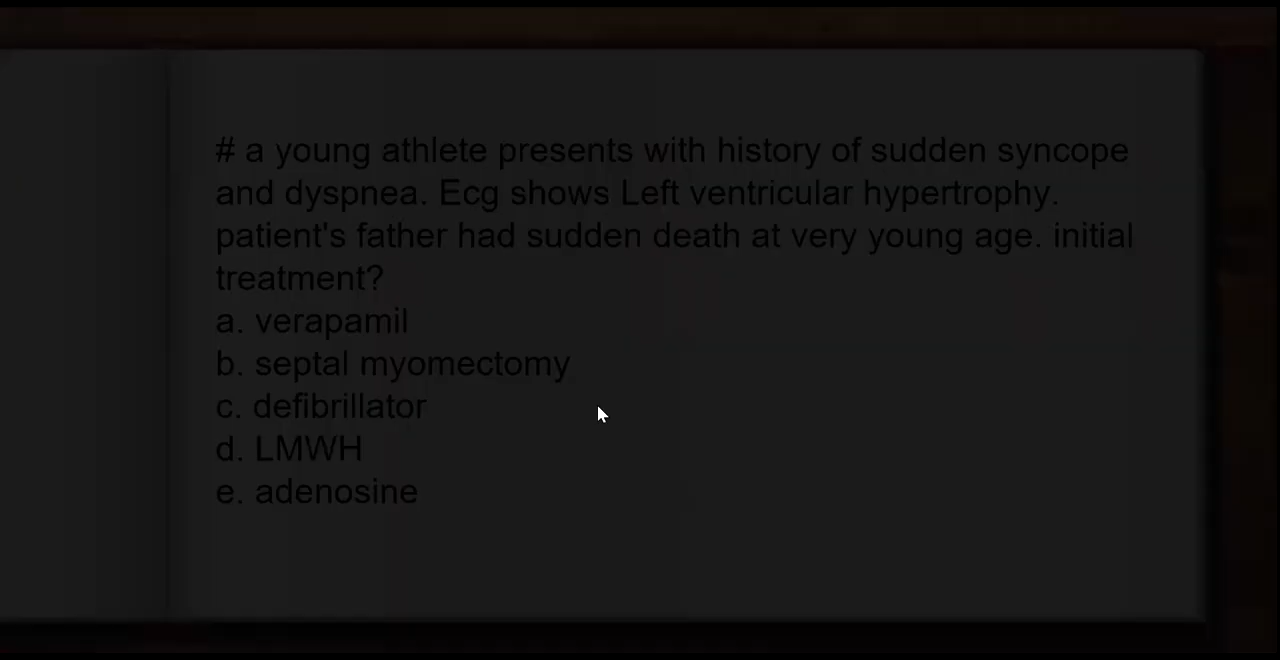 # a young athlete presents with history of sudden syncope
and dyspnea. Ecg shows Left ventricular hypertrophy.
patient's father had sudden death at very young age. initial
treatment?
a. verapamil
b. septal myomectomy
c. defibrillator
d. LMWH
e. adenosine